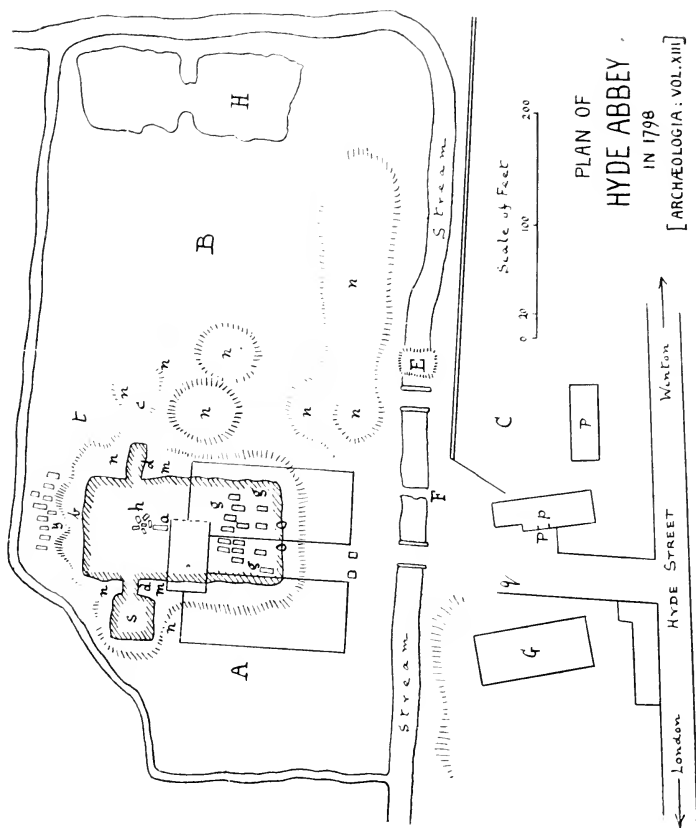 PLAN OF
HYDE ABBEY
IN 1798
[ARCHÆOLOGIA: VOL. XIII]
Scale of Feet
0 20 100 200
H
B
Stream
n
n
n
n
n
n
n
c
t
E
C
P
F
P
P
q
G
y
v
n
d
m
h
a
g
g
g
o
o
n
d
m
s
n
A
Stream
HYDE STREET
Winton
London